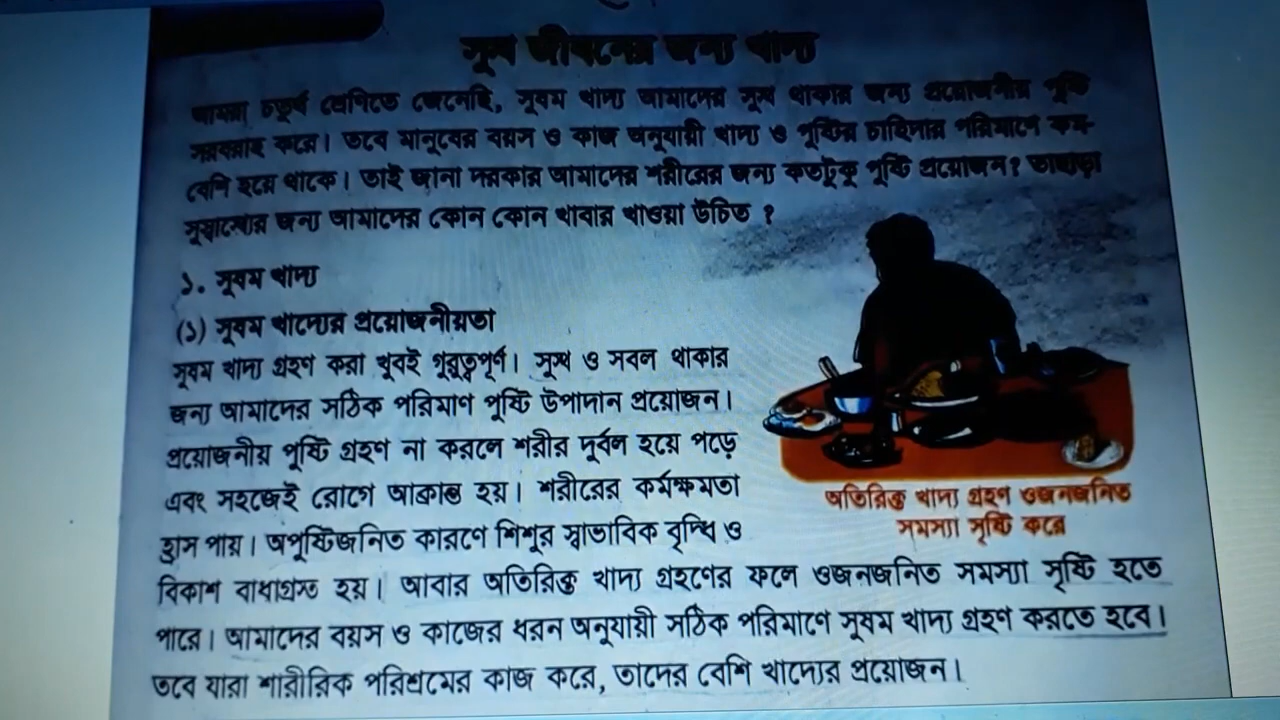 সুস্থ জীবনের জন্য খাদ্য
আমরা চতুর্থ শ্রেণিতে জেনেছি, সুষম খাদ্য আমাদের সুস্থ থাকার জন্য প্রয়োজনীয় পুষ্টি
সরবরাহ করে। তবে মানুষের বয়স ও কাজ অনুযায়ী খাদ্য ও পুষ্টির চাহিদার পরিমাণে কম-
বেশি হয়ে থাকে। তাই জানা দরকার আমাদের শরীরের জন্য কতটুকু পুষ্টি প্রয়োজন? তাছাড়া
সুস্বাস্থ্যের জন্য আমাদের কোন কোন খাবার খাওয়া উচিত ?
১. সুষম খাদ্য
(১) সুষম খাদ্যের প্রয়োজনীয়তা
সুষম খাদ্য গ্রহণ করা খুবই গুরুত্বপূর্ণ। সুস্থ ও সবল থাকার
জন্য আমাদের সঠিক পরিমাণ পুষ্টি উপাদান প্রয়োজন।
প্রয়োজনীয় পুষ্টি গ্রহণ না করলে শরীর দুর্বল হয়ে পড়ে
এবং সহজেই রোগে আক্রান্ত হয়। শরীরের কর্মক্ষমতা
হ্রাস পায়। অপুষ্টিজনিত কারণে শিশুর স্বাভাবিক বৃদ্ধি ও
বিকাশ বাধাগ্রস্ত হয়। আবার অতিরিক্ত খাদ্য গ্রহণের ফলে ওজনজনিত সমস্যা সৃষ্টি হতে
পারে। আমাদের বয়স ও কাজের ধরন অনুযায়ী সঠিক পরিমাণে সুষম খাদ্য গ্রহণ করতে হবে।
তবে যারা শারীরিক পরিশ্রমের কাজ করে, তাদের বেশি খাদ্যের প্রয়োজন।
অতিরিক্ত খাদ্য গ্রহণ ওজনজনিত
সমস্যা সৃষ্টি করে